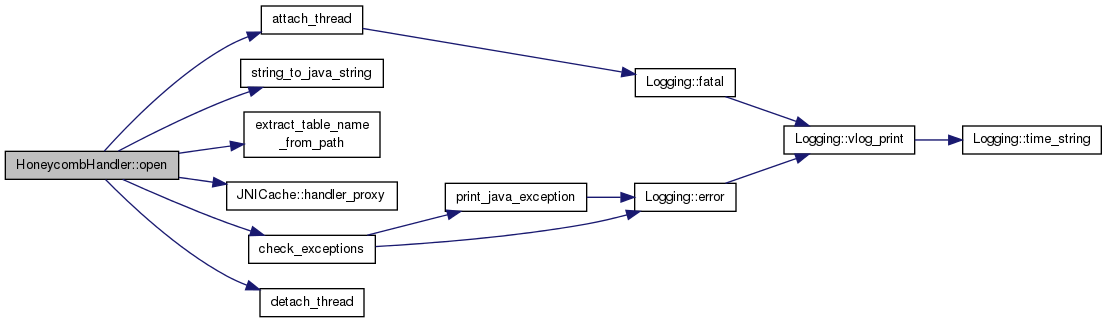 attach_thread
string_to_java_string
Logging::fatal
extract_table_name
_from_path
Logging::vlog_print
Logging::time_string
HoneycombHandler::open
JNICache::handler_proxy
print_java_exception
Logging::error
check_exceptions
detach_thread